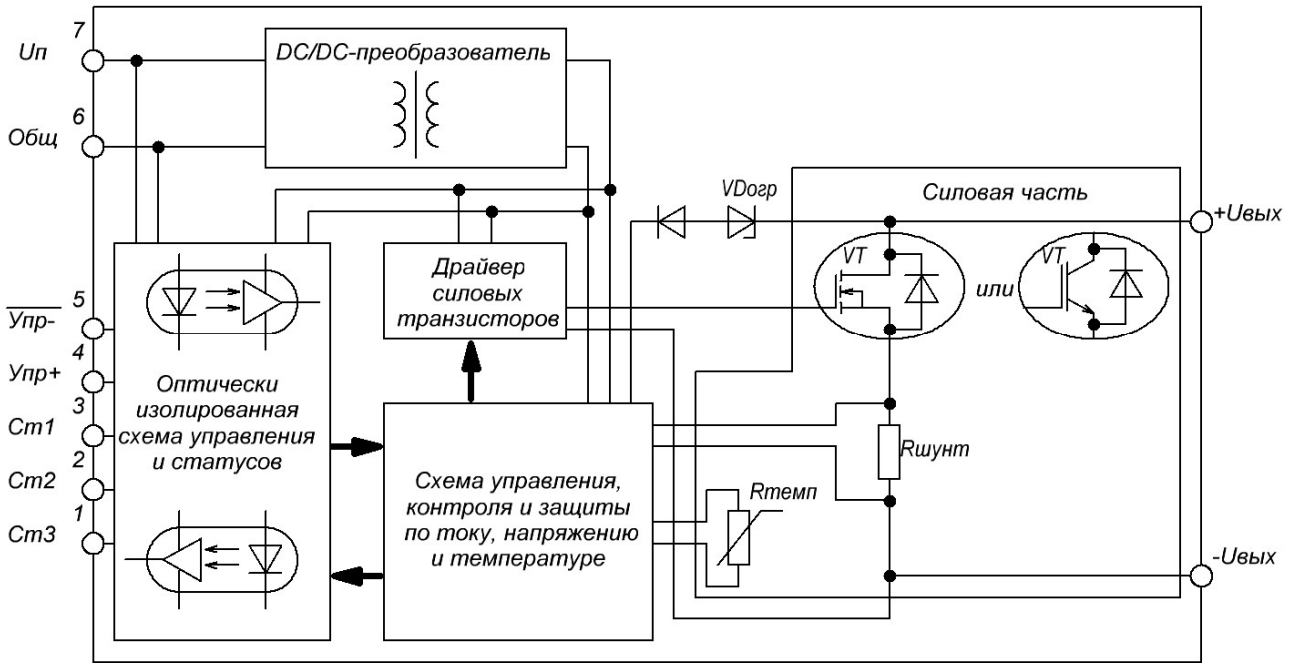 7
Uп
DC/DC-преобразователь
6
Общ
VDогр
Силовая часть
+Uвых
Драйвер
силовых
транзисторов
VT
или
VT
5
Упр-
4
Упр+
Оптически
изолированная
схема управления
и статусов
3
Ст1
2
Ст2
1
Ст3
Схема управления,
контроля и защиты
по току, напряжению
и температуре
Rшунт
Rтемп
-Uвых